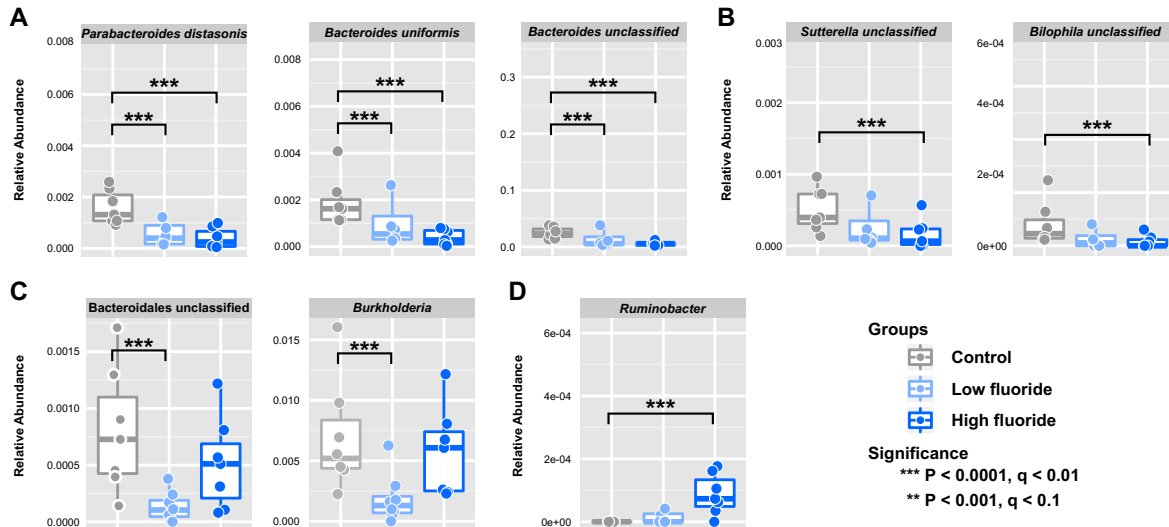 A
B
Parabacteroides distasonis
Bacteroides uniformis
Bacteroides unclassified
Sutterella unclassified
Bilophila unclassified
Relative Abundance
0.008
0.006
0.004
0.002
0.000
***
***
0.008
0.006
0.004
0.002
0.000
***
***
0.3
0.2
0.1
0.0
***
***
Relative Abundance
0.003
0.002
0.001
0.000
***
6e-04
4e-04
2e-04
0e+00
***
C
D
Bacteroidales unclassified
Burkholderia
Ruminobacter
Relative Abundance
0.0015
0.0010
0.0005
0.0000
***
0.015
0.010
0.005
0.000
***
Relative Abundance
6e-04
4e-04
2e-04
0e+00
***
Groups
Control
Low fluoride
High fluoride
Significance
*** P < 0.0001, q < 0.01
** P < 0.001, q < 0.1